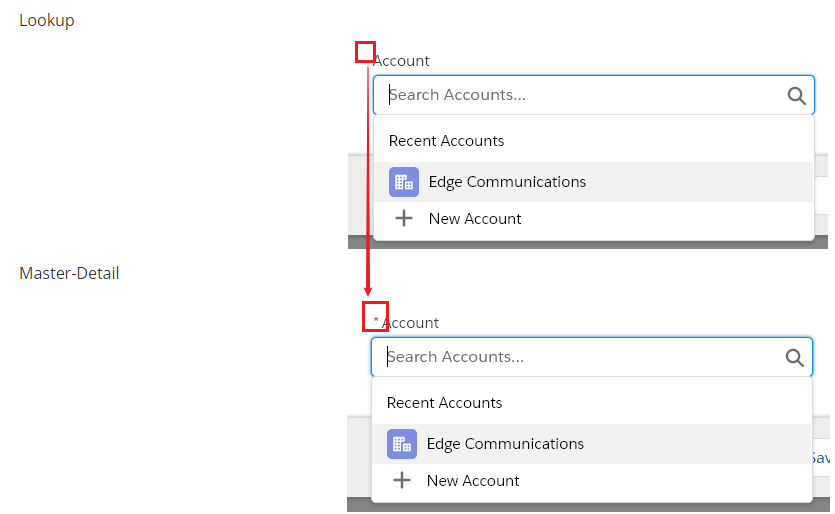 Lookup
Account
Search Accounts...
Recent Accounts
Edge Communications
New Account
Master-Detail
* Account
Search Accounts...
Recent Accounts
Edge Communications
New Account